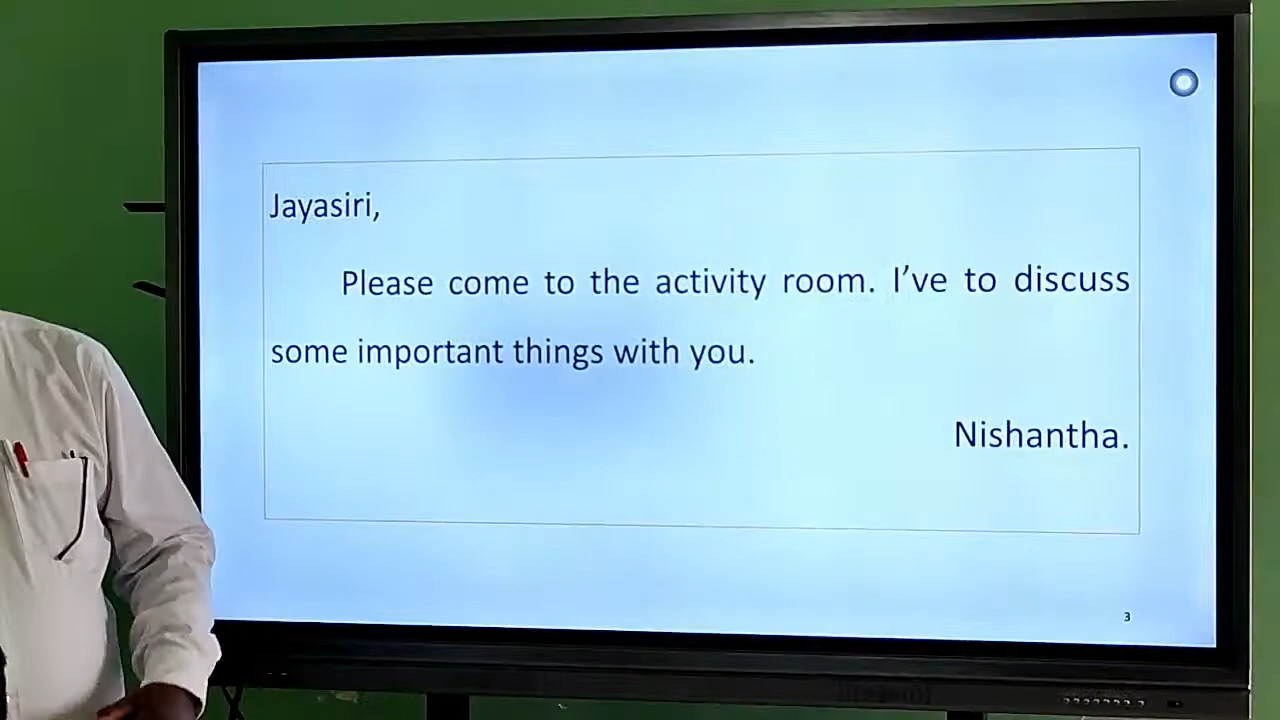 Jayasiri,
Please come to the activity room. I’ve to discuss
some important things with you.
Nishantha.
3